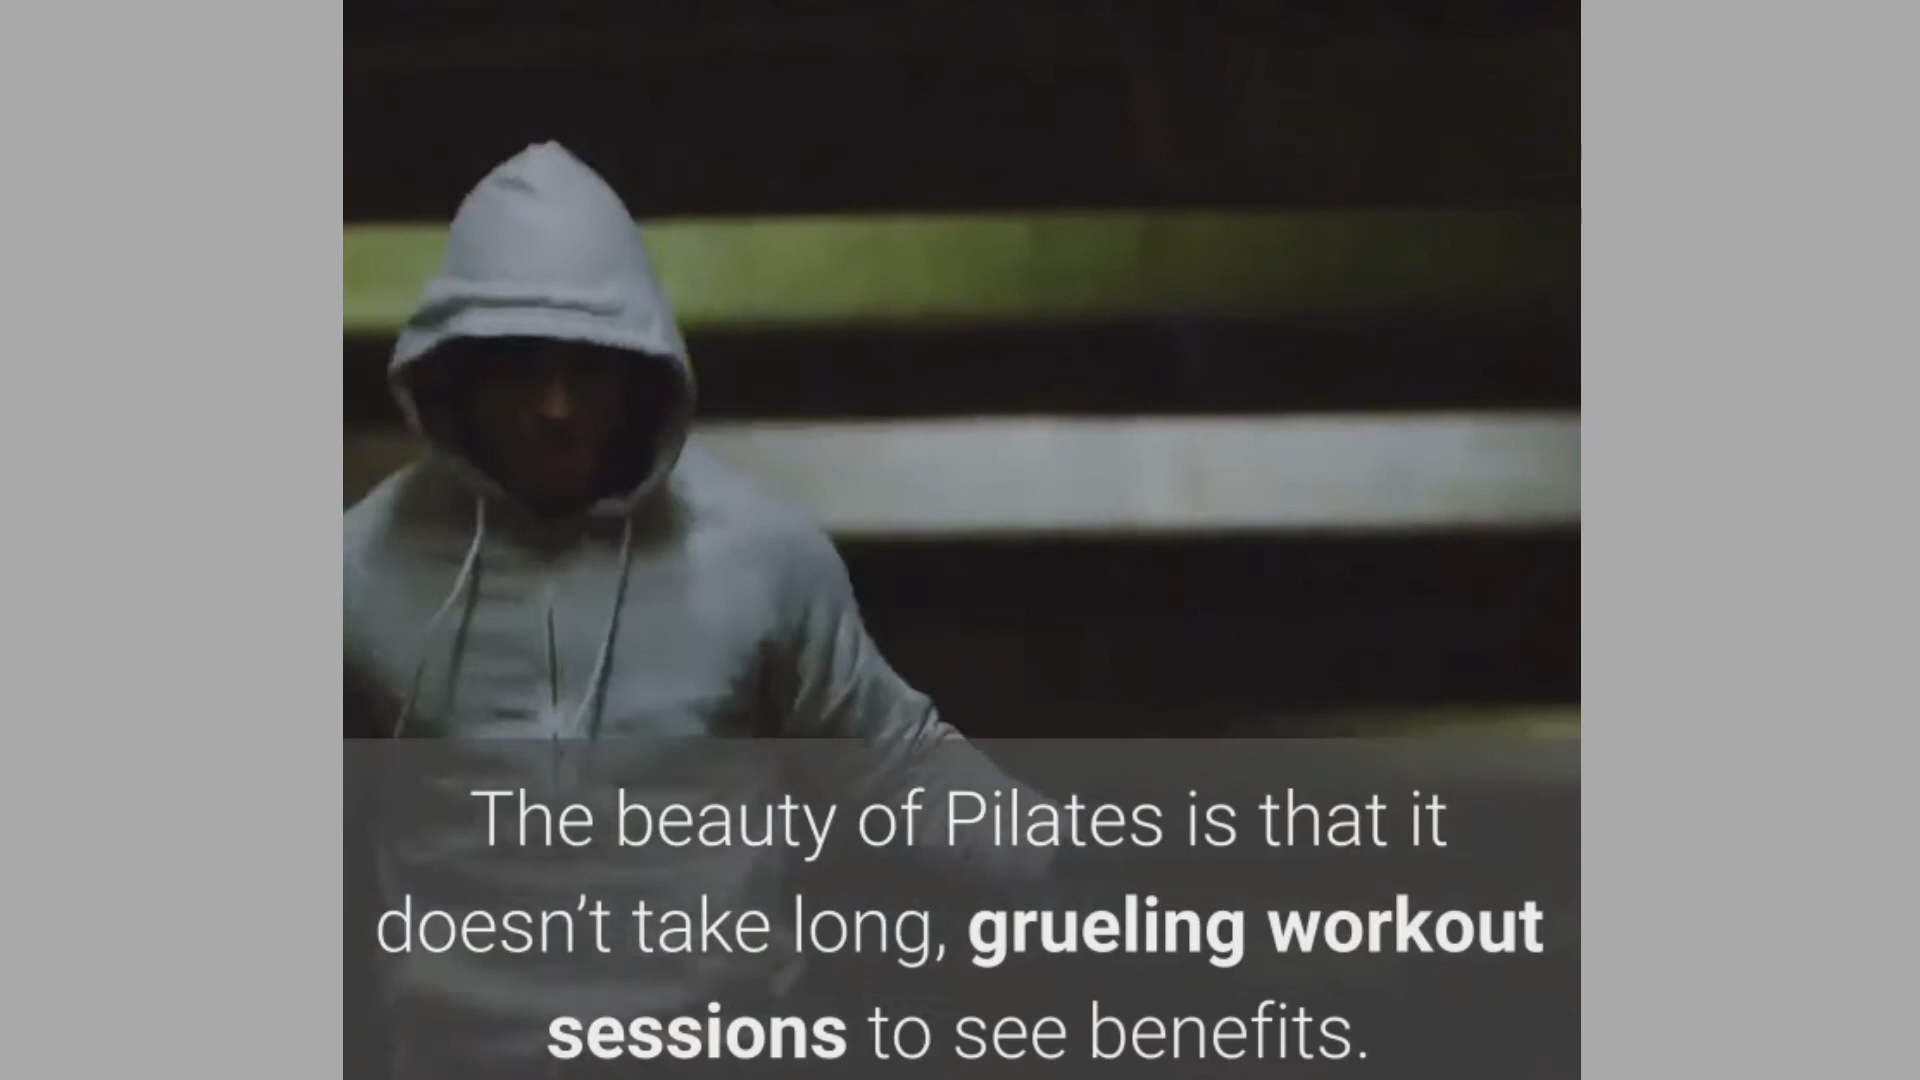 The beauty of Pilates is that it
doesn’t take long, grueling workout
sessions to see benefits.